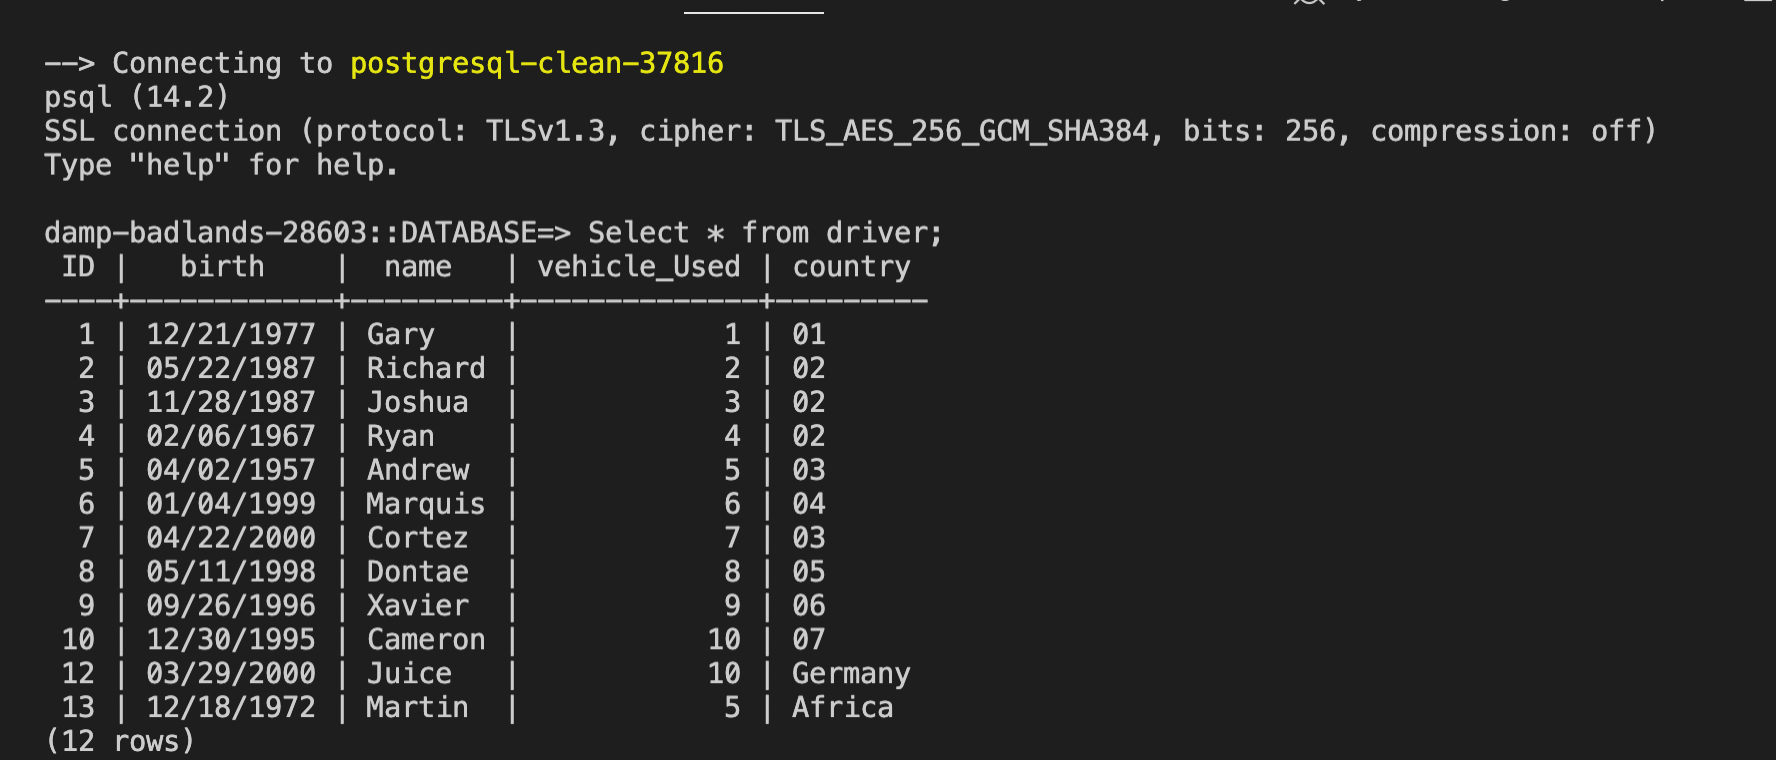 --> Connecting to postgresql-clean-37816
psql (14.2)
SSL connection (protocol: TLSv1.3, cipher: TLS_AES_256_GCM_SHA384, bits: 256, compression: off)
Type "help" for help.
damp-badlands-28603::DATABASE=> Select * from driver;
 ID |   birth    |  name   | vehicle_Used | country
----+------------+---------+--------------+---------
  1 | 12/21/1977 | Gary    |            1 | 01
  2 | 05/22/1987 | Richard |            2 | 02
  3 | 11/28/1987 | Joshua  |            3 | 02
  4 | 02/06/1967 | Ryan    |            4 | 02
  5 | 04/02/1957 | Andrew  |            5 | 03
  6 | 01/04/1999 | Marquis |            6 | 04
  7 | 04/22/2000 | Cortez  |            7 | 03
  8 | 05/11/1998 | Dontae  |            8 | 05
  9 | 09/26/1996 | Xavier  |            9 | 06
 10 | 12/30/1995 | Cameron |           10 | 07
 12 | 03/29/2000 | Juice   |           10 | Germany
 13 | 12/18/1972 | Martin  |            5 | Africa
(12 rows)